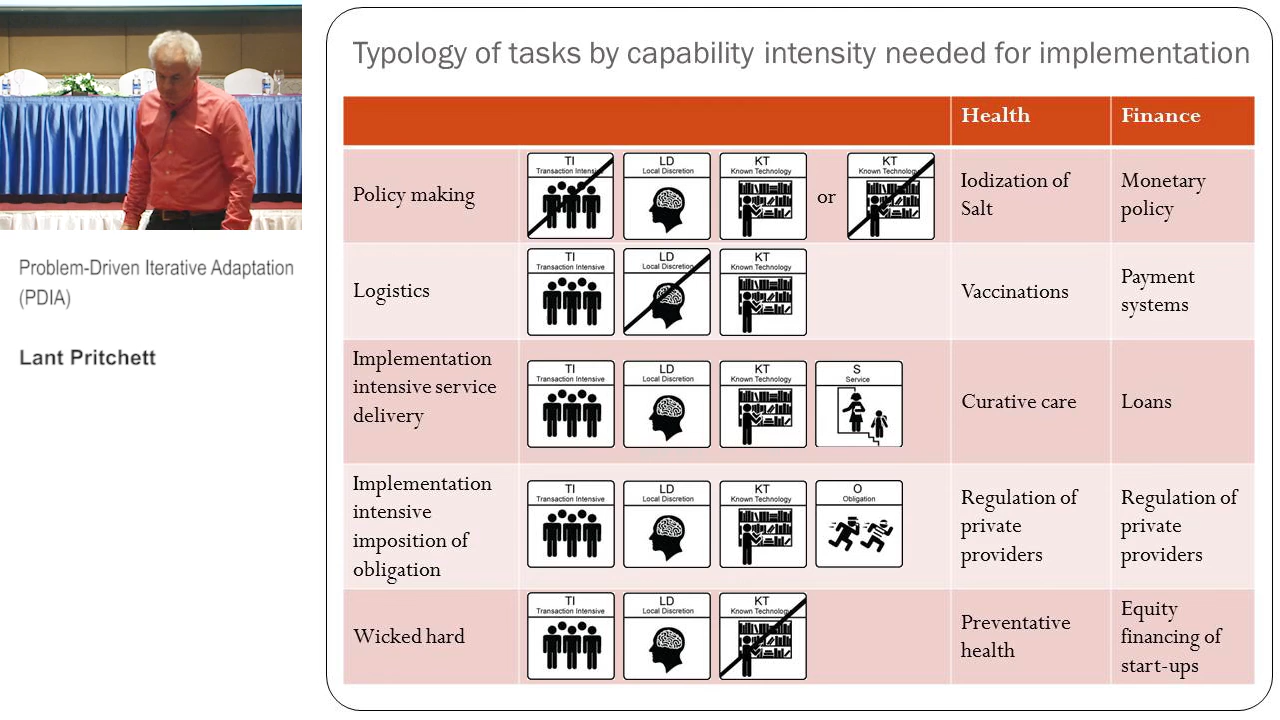 Typology of tasks by capability intensity needed for implementation
Health
Finance
Policy making
TI
Transaction Intensive
LD
Local Discretion
KT
Known Technology
or
KT
Known Technology
Iodization of
Salt
Monetary
policy
Logistics
TI
Transaction Intensive
LD
Local Discretion
KT
Known Technology
Vaccinations
Payment
systems
Implementation
intensive service
delivery
TI
Transaction Intensive
LD
Local Discretion
KT
Known Technology
S
Service
Curative care
Loans
Implementation
intensive
imposition of
obligation
TI
Transaction Intensive
LD
Local Discretion
KT
Known Technology
O
Obligation
Regulation of
private
providers
Regulation of
private
providers
Wicked hard
TI
Transaction Intensive
LD
Local Discretion
KT
Known Technology
Preventative
health
Equity
financing of
start-ups
Problem-Driven Iterative Adaptation
(PDIA)
Lant Pritchett